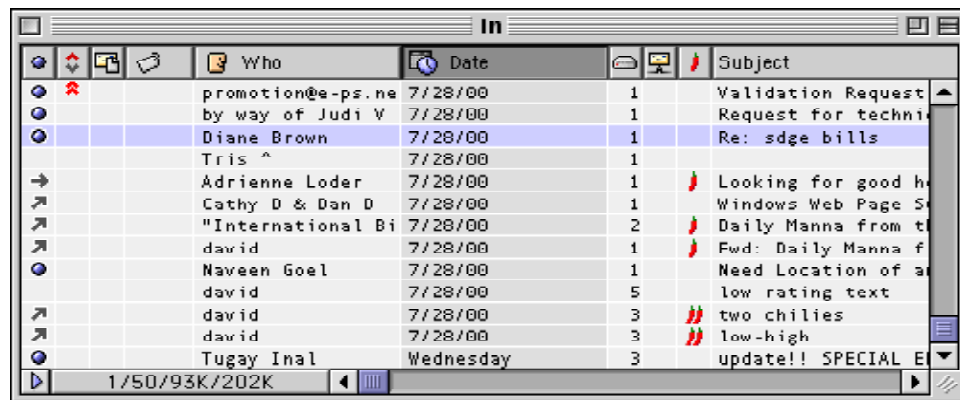 In
Who Date Subject
promotion@e-ps.ne 7/28/00 1 Validation Request
by way of Judi V 7/28/00 1 Request for techni
Diane Brown 7/28/00 1 Re: sdge bills
Tris ^ 7/28/00 1
Adrienne Loder 7/28/00 1 Looking for good h
Cathy D & Dan D 7/28/00 1 Windows Web Page S
"International Bi 7/28/00 2 Daily Manna from t
david 7/28/00 1 Fwd: Daily Manna f
Naveen Goel 7/28/00 1 Need Location of a
david 7/28/00 5 low rating text
david 7/28/00 3 two chilies
david 7/28/00 3 low-high
Tugay Inal Wednesday 3 update!! SPECIAL E
1/50/93K/202K